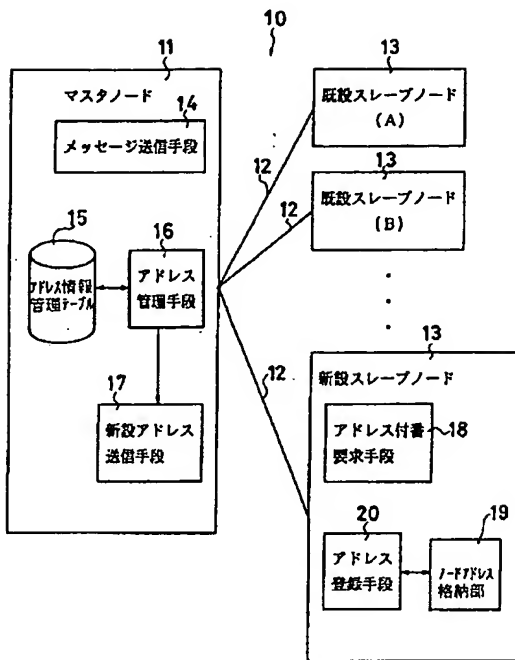 10
11
マスタノード
14
メッセージ送信手段
15
アドレス情報
管理テーブル
16
アドレス
管理手段
17
新設アドレス
送信手段
12
12
12
13
既設スレーブノード
(A)
13
既設スレーブノード
(B)
13
新設スレーブノード
アドレス付番
要求手段
18
20
アドレス
登録手段
19
ノードアドレス
格納部